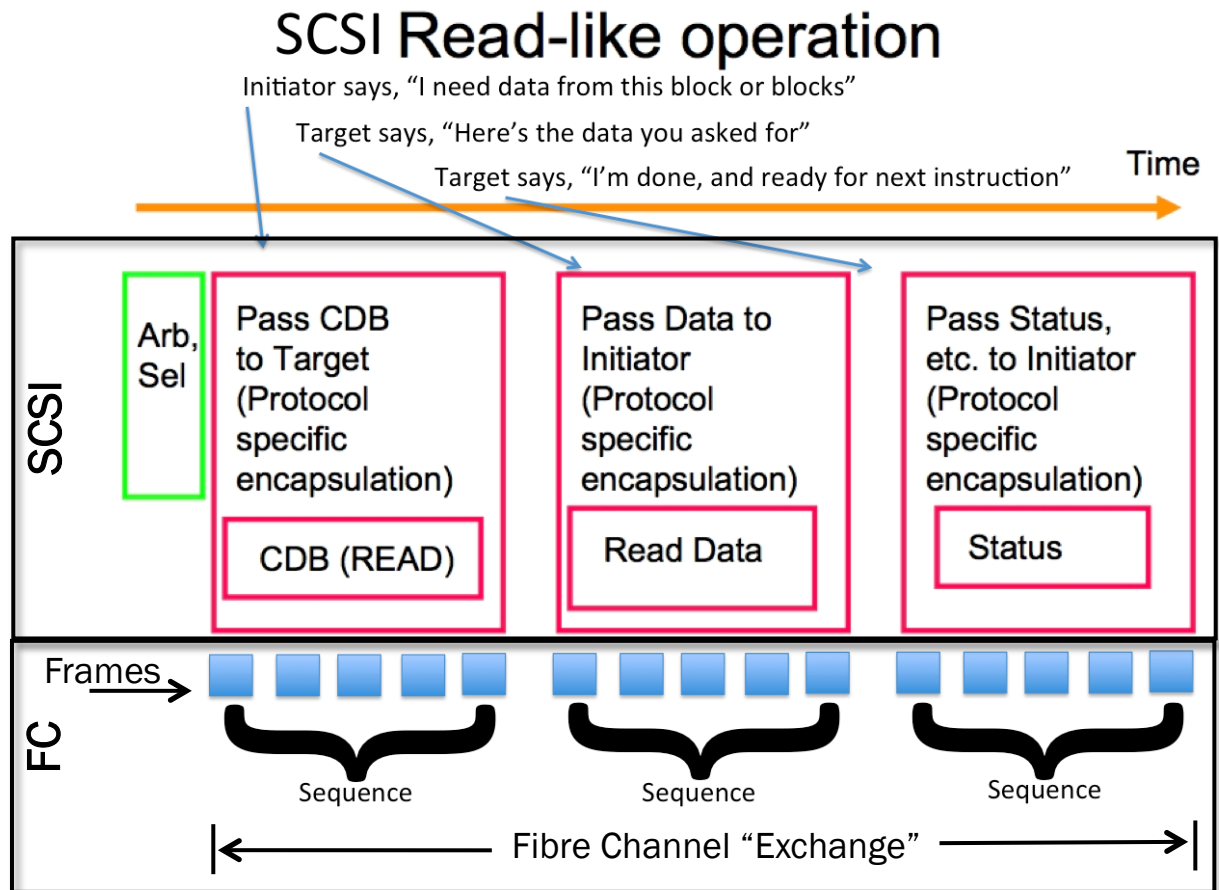 SCSI Read-like operation
Initiator says, “I need data from this block or blocks”
Target says, “Here’s the data you asked for”
Target says, “I’m done, and ready for next instruction”
Time
SCSI
Arb,
Sel
Pass CDB
to Target
(Protocol
specific
encapsulation)
CDB (READ)
Pass Data to
Initiator
(Protocol
specific
encapsulation)
Read Data
Pass Status,
etc. to Initiator
(Protocol
specific
encapsulation)
Status
FC
Frames
Sequence
Sequence
Sequence
Fibre Channel “Exchange”